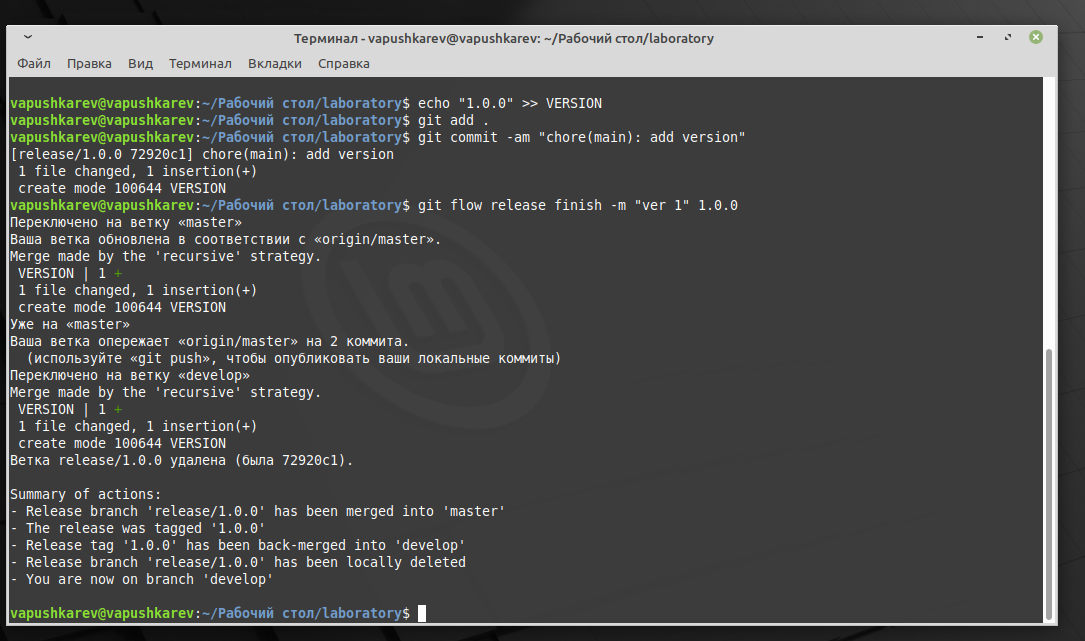 Терминал - vapushkarev@vapushkarev: ~/Рабочий стол/laboratory
Файл Правка Вид Терминал Вкладки Справка
vapushkarev@vapushkarev:~/Рабочий стол/laboratory$ echo "1.0.0" >> VERSION
vapushkarev@vapushkarev:~/Рабочий стол/laboratory$ git add .
vapushkarev@vapushkarev:~/Рабочий стол/laboratory$ git commit -am "chore(main): add version"
[release/1.0.0 72920c1] chore(main): add version
 1 file changed, 1 insertion(+)
 create mode 100644 VERSION
vapushkarev@vapushkarev:~/Рабочий стол/laboratory$ git flow release finish -m "ver 1" 1.0.0
Переключено на ветку «master»
Ваша ветка обновлена в соответствии с «origin/master».
Merge made by the 'recursive' strategy.
 VERSION | 1 +
 1 file changed, 1 insertion(+)
 create mode 100644 VERSION
Уже на «master»
Ваша ветка опережает «origin/master» на 2 коммита.
  (используйте «git push», чтобы опубликовать ваши локальные коммиты)
Переключено на ветку «develop»
Merge made by the 'recursive' strategy.
 VERSION | 1 +
 1 file changed, 1 insertion(+)
 create mode 100644 VERSION
Ветка release/1.0.0 удалена (была 72920c1).
Summary of actions:
- Release branch 'release/1.0.0' has been merged into 'master'
- The release was tagged '1.0.0'
- Release tag '1.0.0' has been back-merged into 'develop'
- Release branch 'release/1.0.0' has been locally deleted
- You are now on branch 'develop'
vapushkarev@vapushkarev:~/Рабочий стол/laboratory$